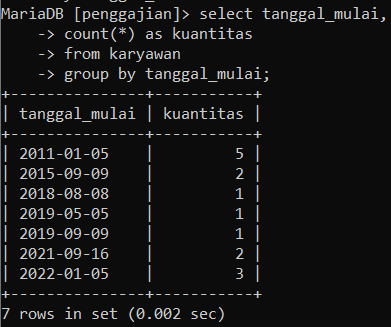 MariaDB [penggajian]> select tanggal_mulai,
    -> count(*) as kuantitas
    -> from karyawan
    -> group by tanggal_mulai;
+---------------+-----------+
| tanggal_mulai | kuantitas |
+---------------+-----------+
| 2011-01-05    |         5 |
| 2015-09-09    |         2 |
| 2018-08-08    |         1 |
| 2019-05-05    |         1 |
| 2019-09-09    |         1 |
| 2021-09-16    |         2 |
| 2022-01-05    |         3 |
+---------------+-----------+
7 rows in set (0.002 sec)